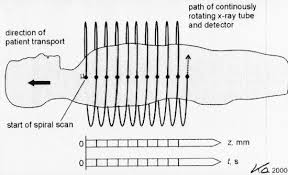 path of continously
rotating x-ray tube
and detector
direction of
patient transport
start of spiral scan
0
z, mm
0
t, s
2000